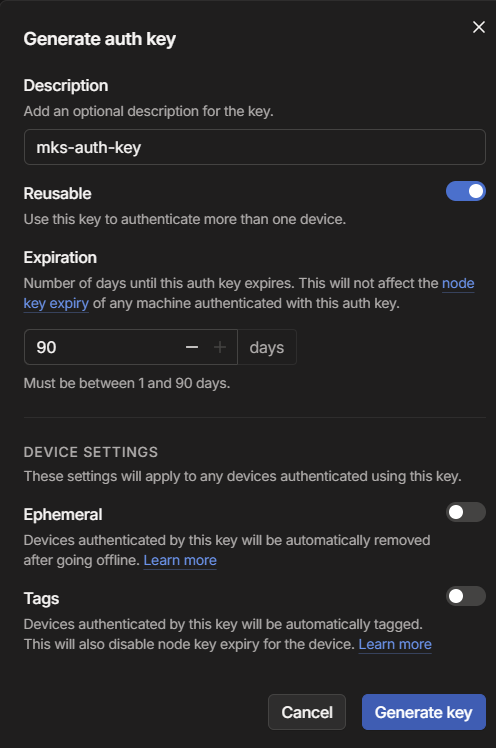 Generate auth key
Description
Add an optional description for the key.
mks-auth-key
Reusable
Use this key to authenticate more than one device.
Expiration
Number of days until this auth key expires. This will not affect the node
key expiry of any machine authenticated with this auth key.
90 days
Must be between 1 and 90 days.
DEVICE SETTINGS
These settings will apply to any devices authenticated using this key.
Ephemeral
Devices authenticated by this key will be automatically removed
after going offline. Learn more
Tags
Devices authenticated by this key will be automatically tagged.
This will also disable node key expiry for the device. Learn more
Cancel Generate key